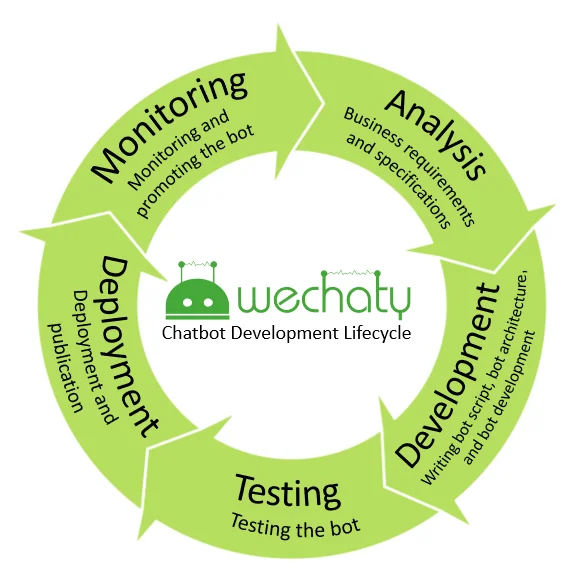 wechaty
Chatbot Development Lifecycle
Analysis
Business requirements
and specifications
Development
Writing bot script, bot architecture,
and bot development
Testing
Testing the bot
Deployment
Deployment and
publication
Monitoring
Monitoring and
promoting the bot